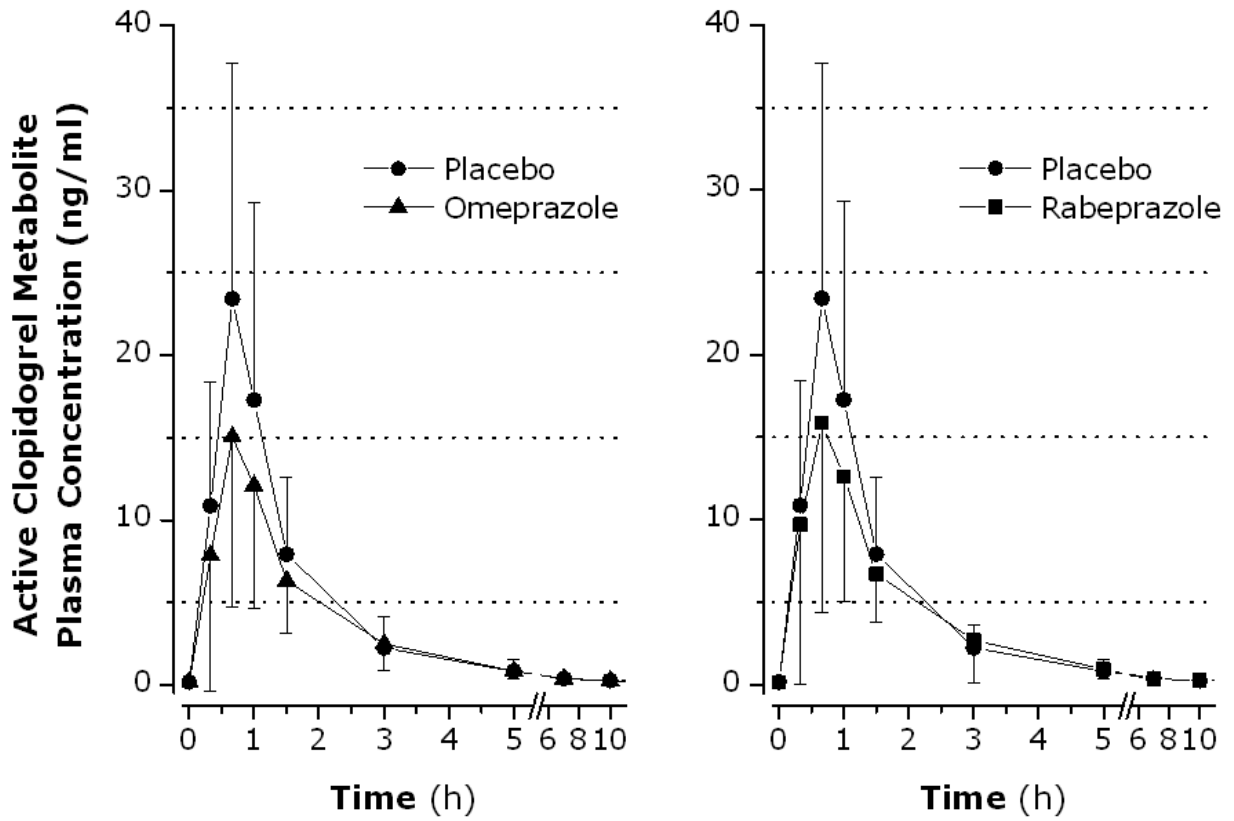 Active Clopidogrel Metabolite
Plasma Concentration (ng/ml)
40
30
20
10
0
Placebo
Omeprazole
0 1 2 3 4 5 6 8 10
Time (h)
40
30
20
10
0
Placebo
Rabeprazole
0 1 2 3 4 5 6 8 10
Time (h)